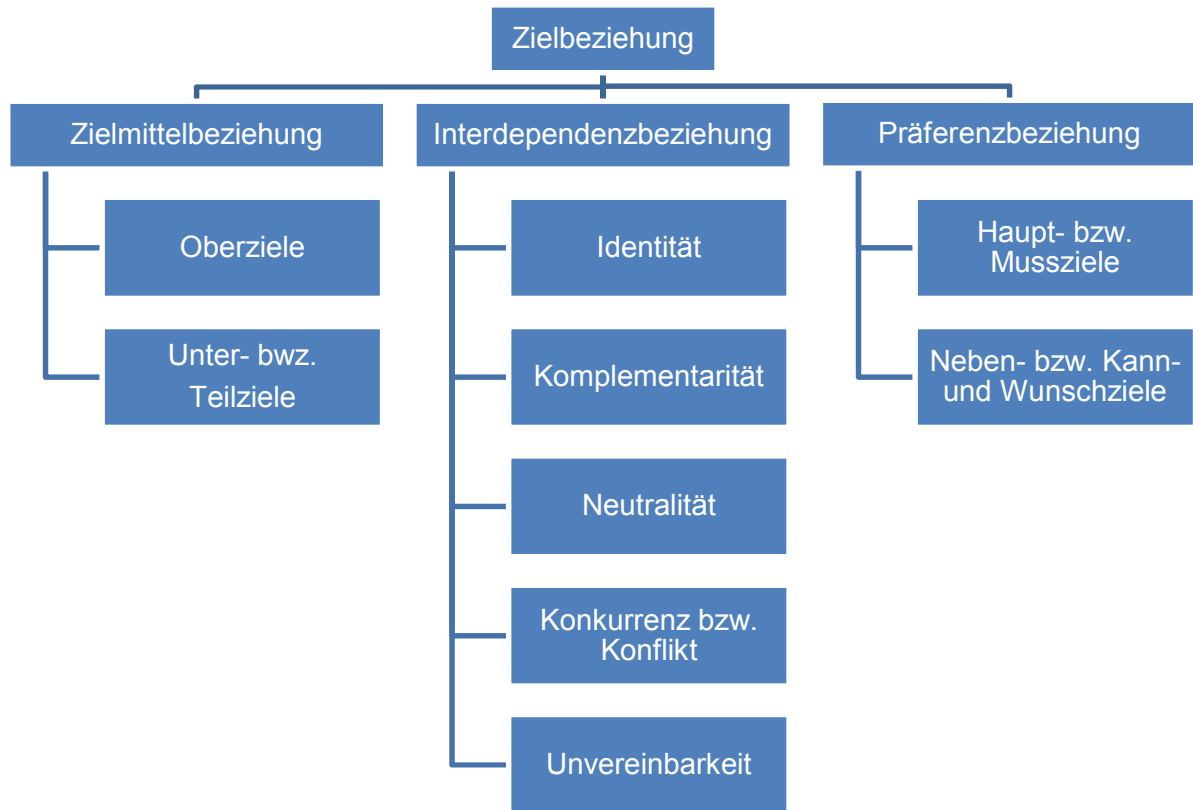 Zielbeziehung
Zielmittelbeziehung
Oberziele
Unter- bwz.
Teilziele
Interdependenzbeziehung
Identität
Komplementarität
Neutralität
Konkurrenz bzw.
Konflikt
Unvereinbarkeit
Präferenzbeziehung
Haupt- bzw.
Mussziele
Neben- bzw. Kann-
und Wunschziele